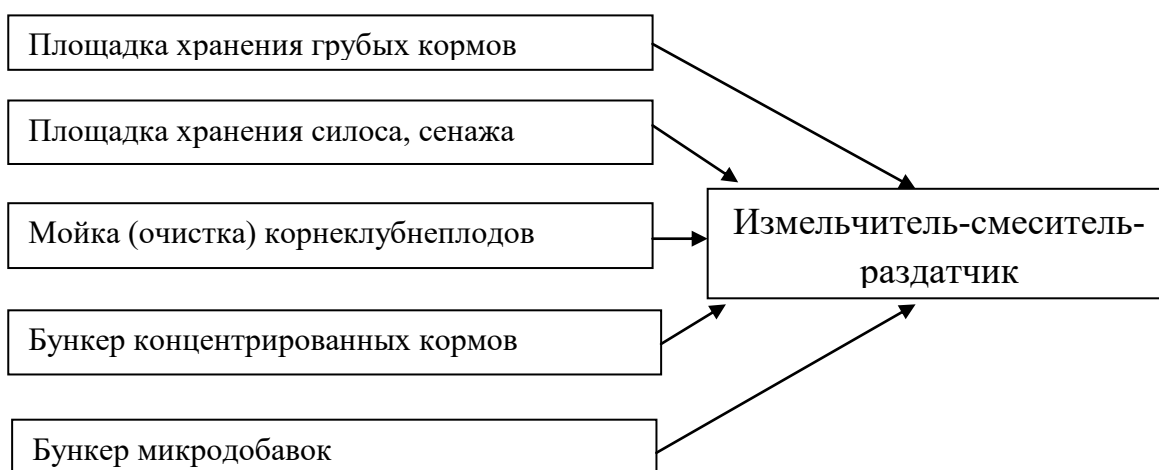 Площадка хранения грубых кормов
Площадка хранения силоса, сенажа
Мойка (очистка) корнеклубнеплодов
Бункер концентрированных кормов
Бункер микродобавок
Измельчитель-смеситель-
раздатчик